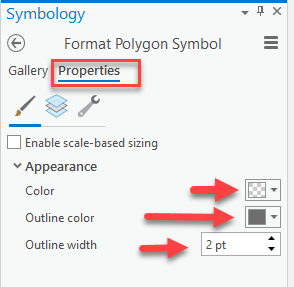 Symbology
Format Polygon Symbol
Gallery Properties
Enable scale-based sizing
Appearance
Color
Outline color
Outline width 2 pt